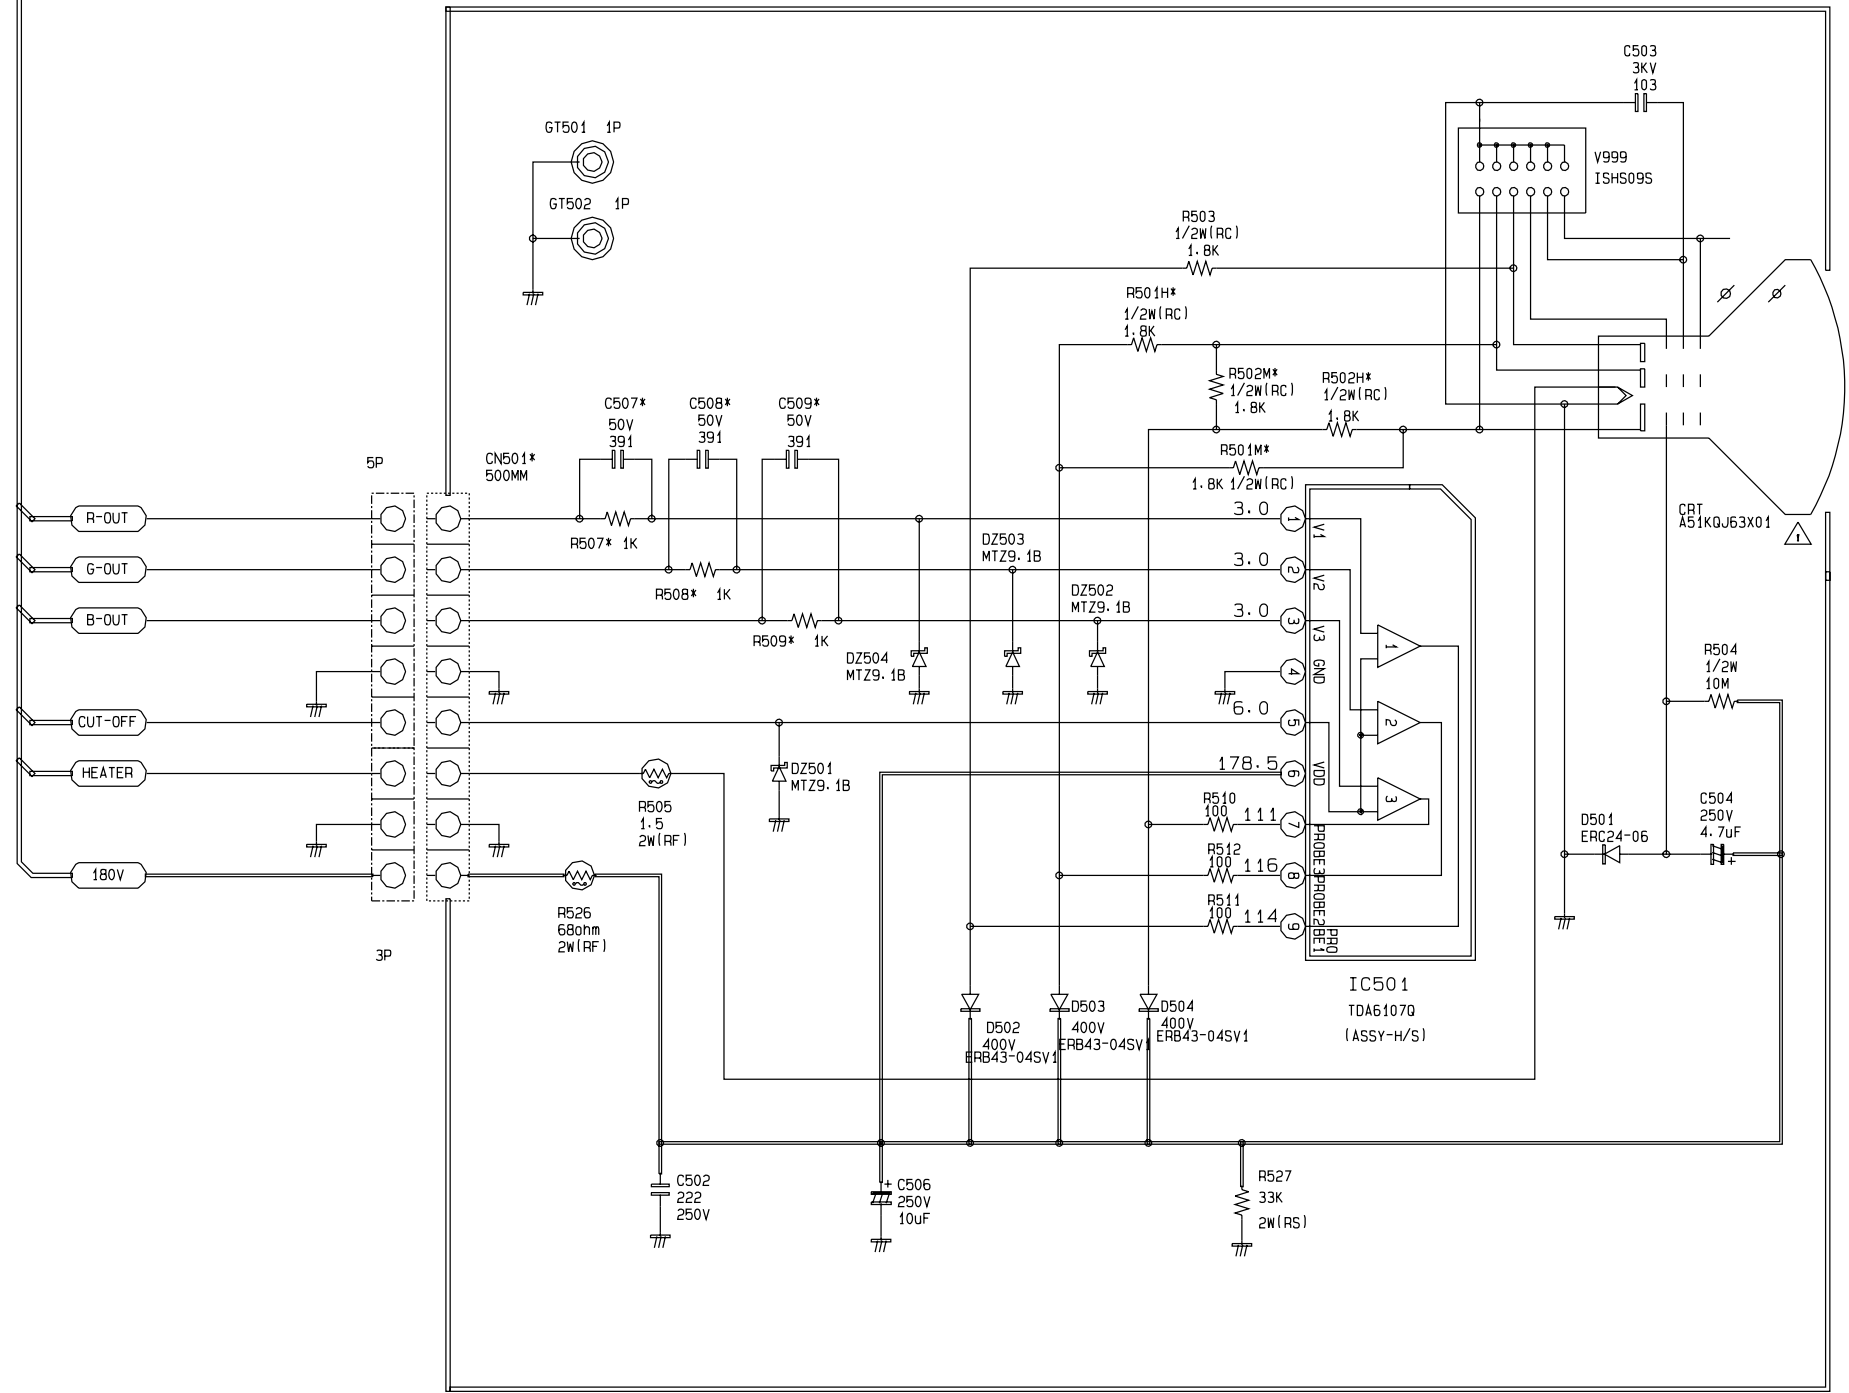 C503
3KV
103
V999
ISHS09S
GT501 1P
GT502 1P
R503
1/2W(RC)
1.8K
R501H*
1/2W(RC)
1.8K
R502M*
1/2W(RC)
1.8K
R502H*
1/2W(RC)
1.8K
R501M*
1.8K 1/2W(RC)
C507*
50V
391
C508*
50V
391
C509*
50V
391
5P
CN501*
500MM
CRT
A51KQJ63X01
!
R-OUT
G-OUT
B-OUT
CUT-OFF
HEATER
180V
3P
R507* 1K
R508* 1K
R509* 1K
DZ503
MTZ9.1B
DZ502
MTZ9.1B
DZ504
MTZ9.1B
DZ501
MTZ9.1B
3.0
3.0
3.0
6.0
178.5
111
116
114
1
2
3
4
5
6
7
8
9
V1
V2
V3
GND
VDD
PROBE3
PROBE2
PRO
BE1
1
2
3
R510
100
R512
100
R511
100
R505
1.5
2W(RF)
R526
68ohm
2W(RF)
R504
1/2W
10M
D501
ERC24-06
C504
250V
4.7uF
+
IC501
TDA6107Q
(ASSY-H/S)
D502
400V
ERB43-04SV1
D503
400V
ERB43-04SV1
D504
400V
ERB43-04SV1
C502
222
250V
+ C506
250V
10uF
R527
33K
2W(RS)